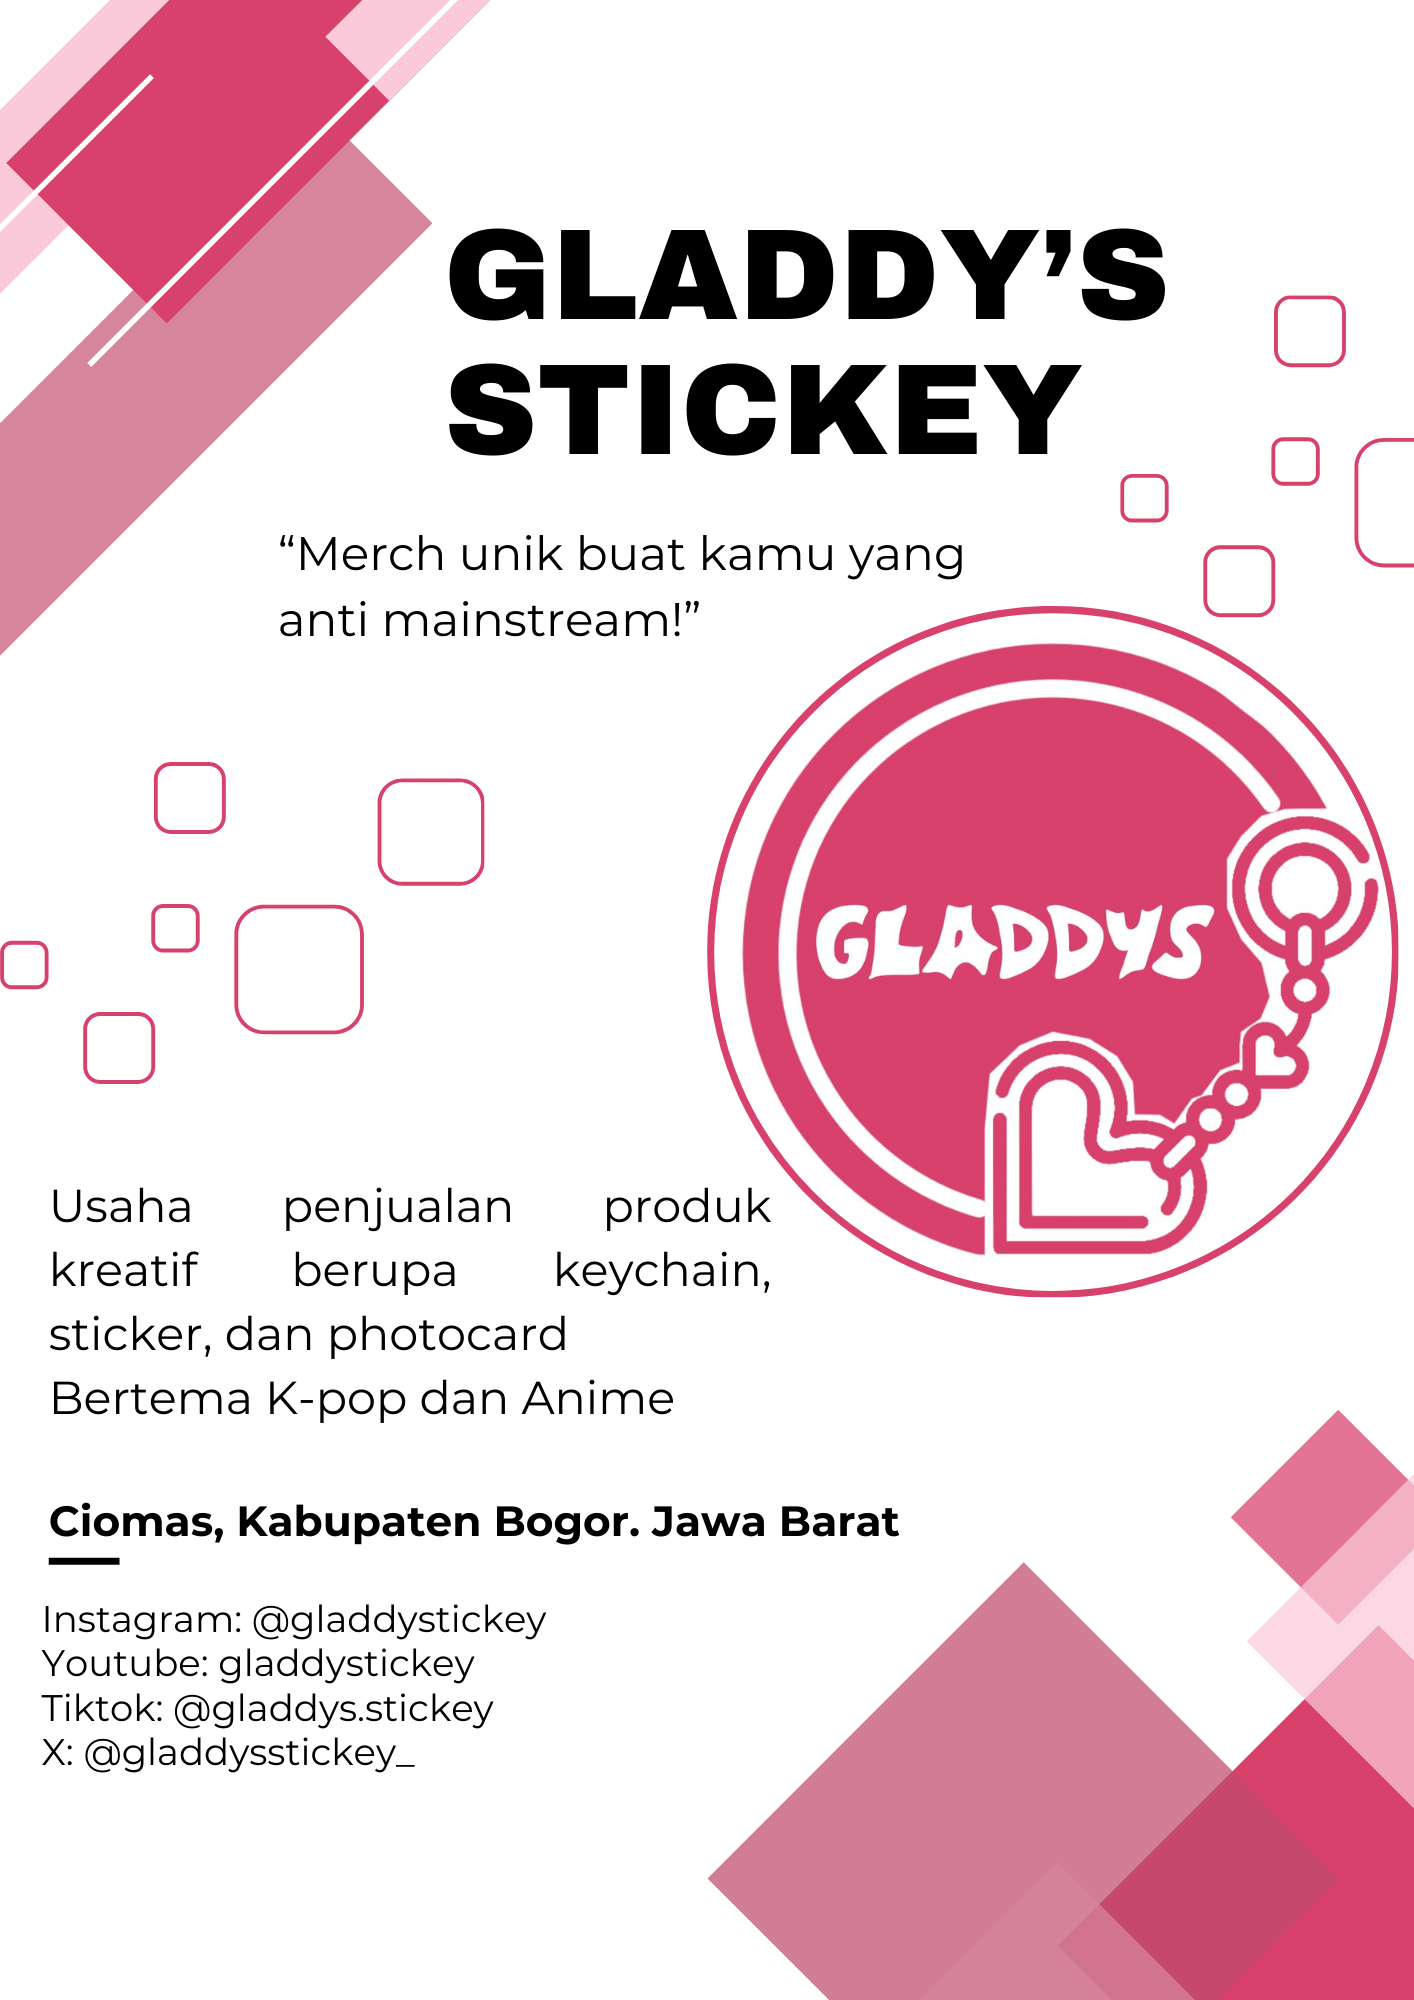 GLADDY’S
STICKEY
“Merch unik buat kamu yang
anti mainstream!”
GLADDYS
Usaha penjualan produk
kreatif berupa keychain,
sticker, dan photocard
Bertema K-pop dan Anime
Ciomas, Kabupaten Bogor. Jawa Barat
Instagram: @gladdystickey
Youtube: gladdystickey
Tiktok: @gladdys.stickey
X: @gladdysstickey_